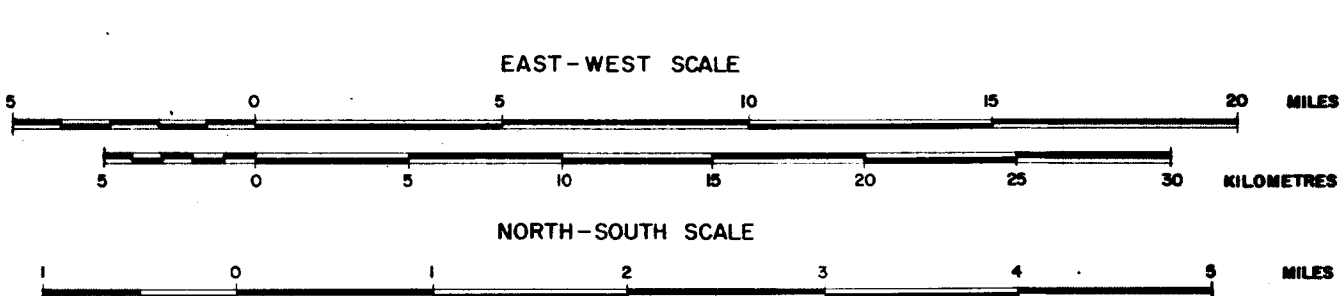 EAST-WEST SCALE
5 0 5 10 15 20 MILES
5 0 5 10 15 20 25 30 KILOMETRES
NORTH-SOUTH SCALE
1 0 1 2 3 4 5 MILES